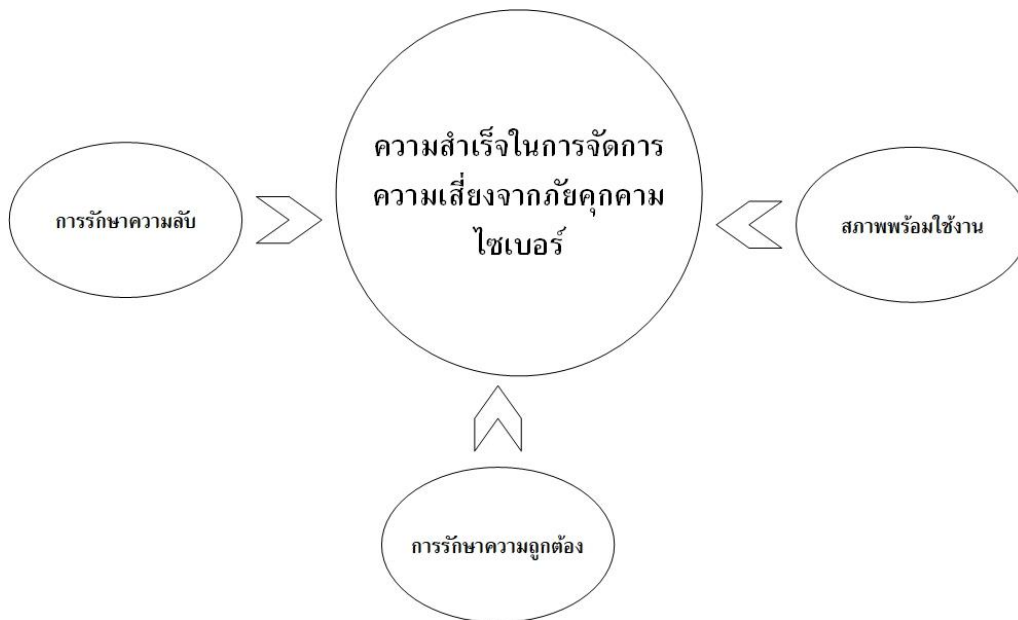 ความสำเร็จในการจัดการ
ความเสี่ยงจากภัยคุกคาม
ไซเบอร์
การรักษาความลับ
สภาพพร้อมใช้งาน
การรักษาความถูกต้อง